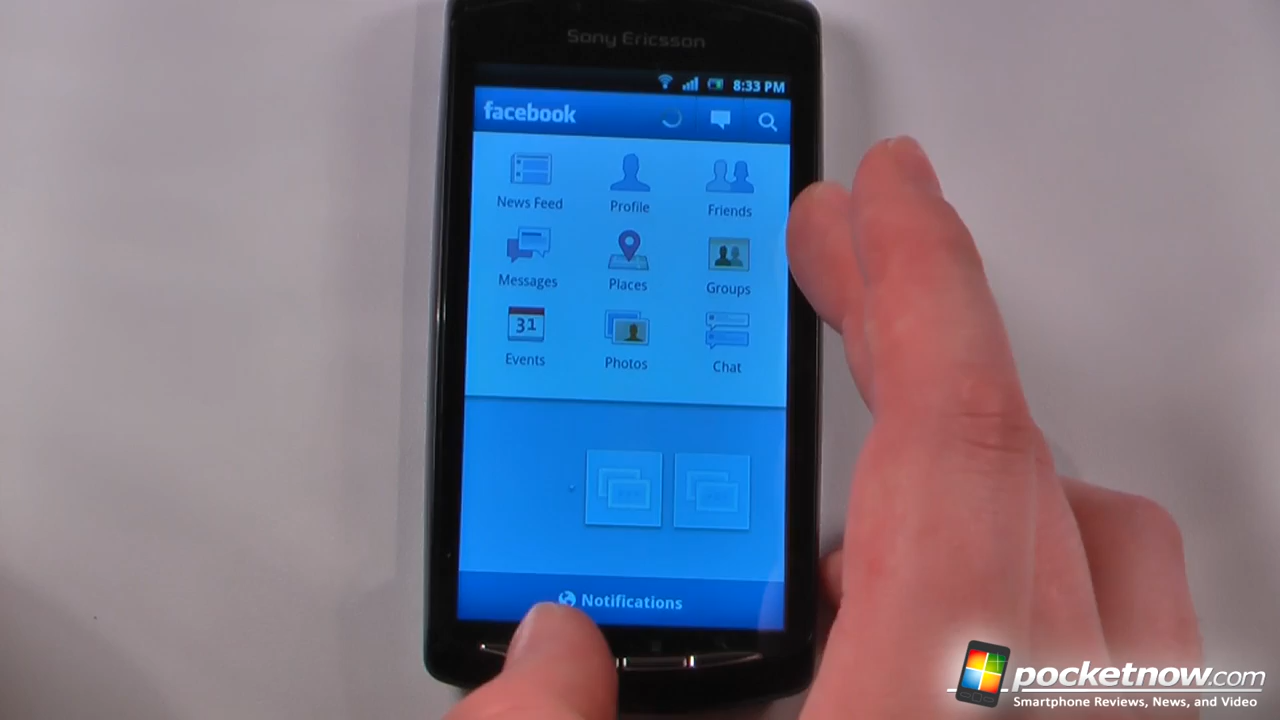 Sony Ericsson
8:33 PM
facebook
News Feed
Profile
Friends
Messages
Places
Groups
31
Events
Photos
Chat
Notifications
pocketnow.com
Smartphone Reviews, News, and Video